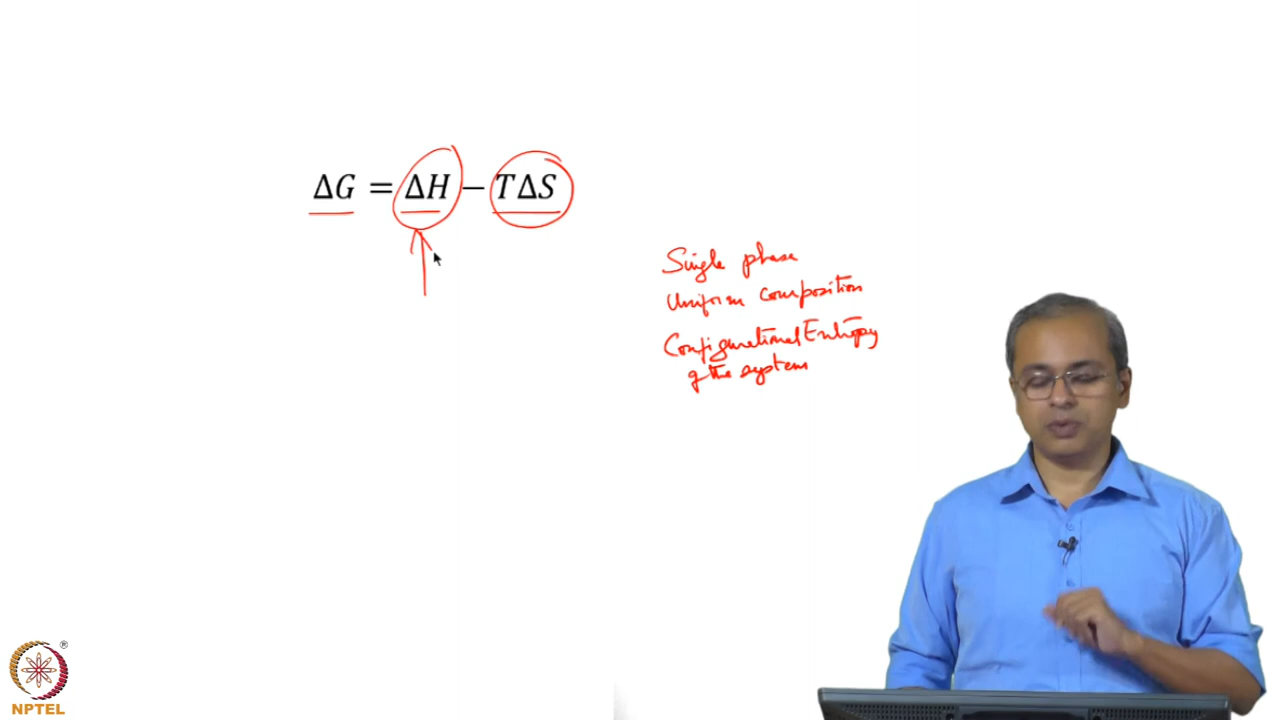 ΔG = ΔH − TΔS
Single phase
Uniform composition
Configurational Entropy
of the system
®
NPTEL